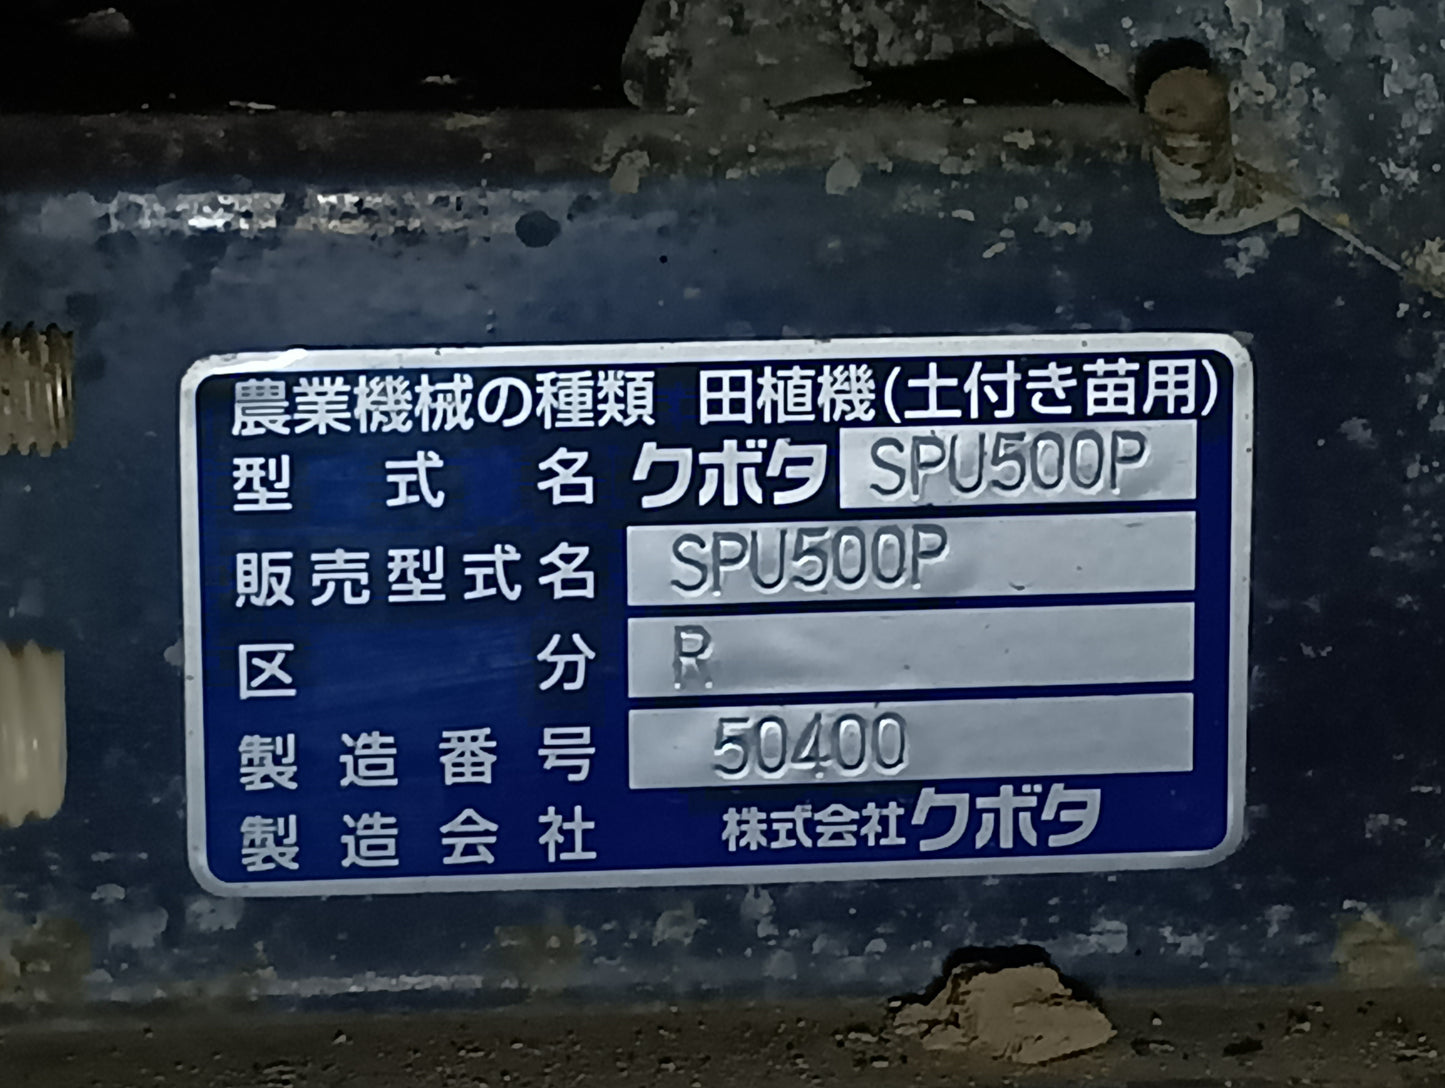 農業機械の種類 田植機(土付き苗用)
型式名 クボタ SPU500P
販売型式名 SPU500P
区分 R
製造番号 50400
製造会社 株式会社クボタ